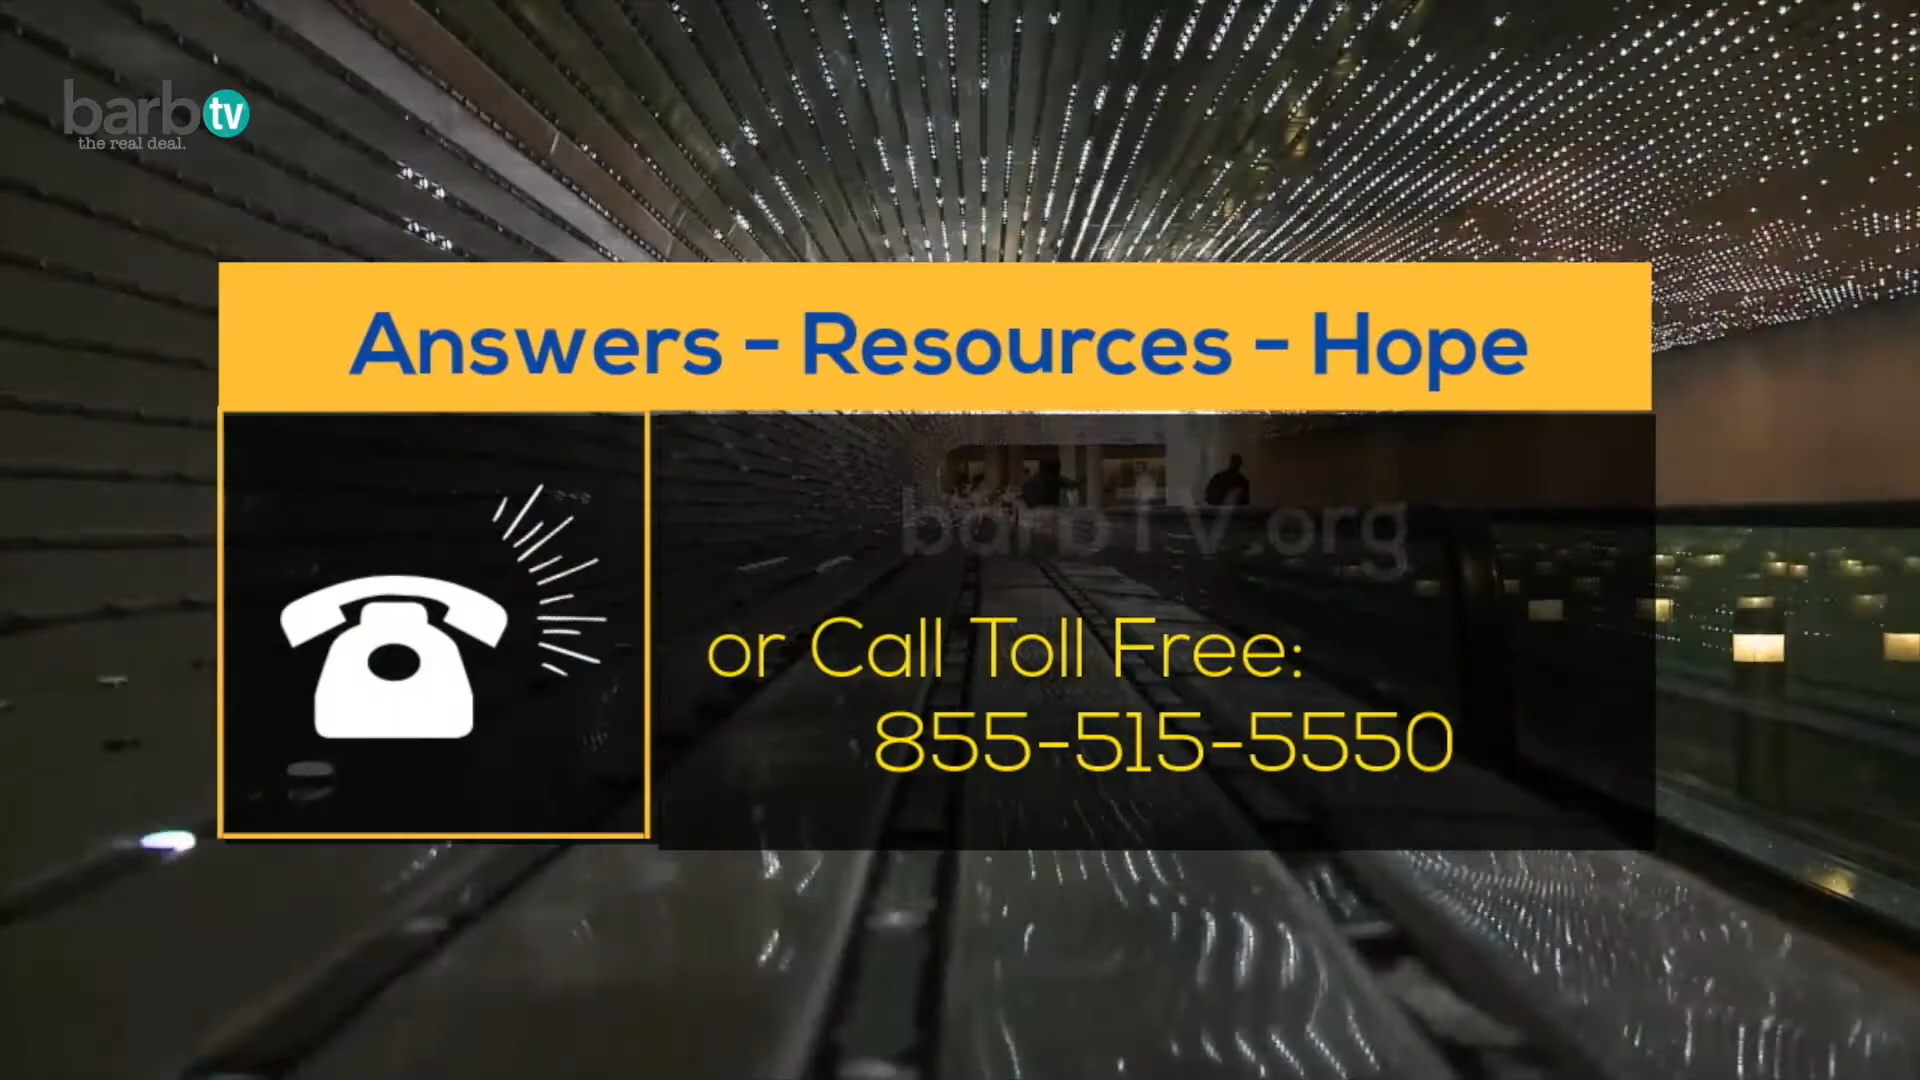 barb tv
the real deal.
Answers - Resources - Hope
barbTV.org
or Call Toll Free:
855-515-5550